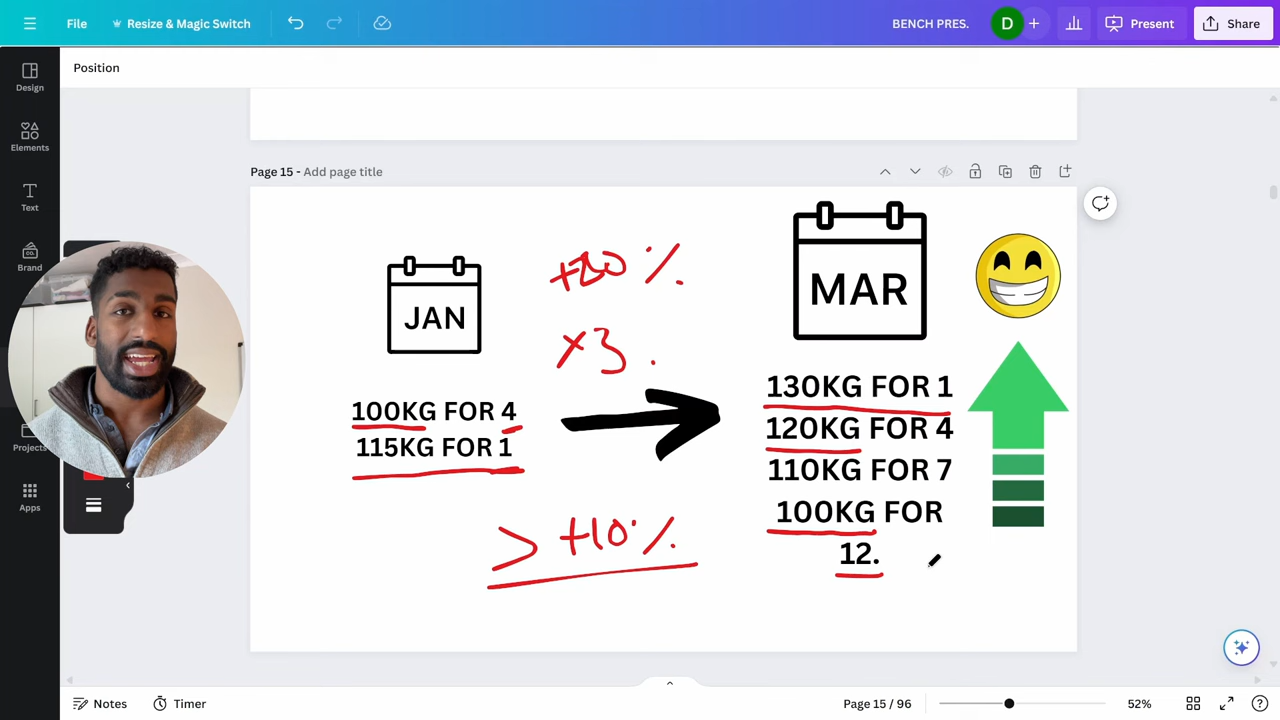 File
Resize & Magic Switch
BENCH PRES.
D
+
Present
Share
Position
Design
Elements
Text
Brand
Projects
Apps
Page 15 - Add page title
JAN
100KG FOR 4
115KG FOR 1
+20%
×3.
> +10%
MAR
130KG FOR 1
120KG FOR 4
110KG FOR 7
100KG FOR
12.
Notes
Timer
Page 15 / 96
52%
?